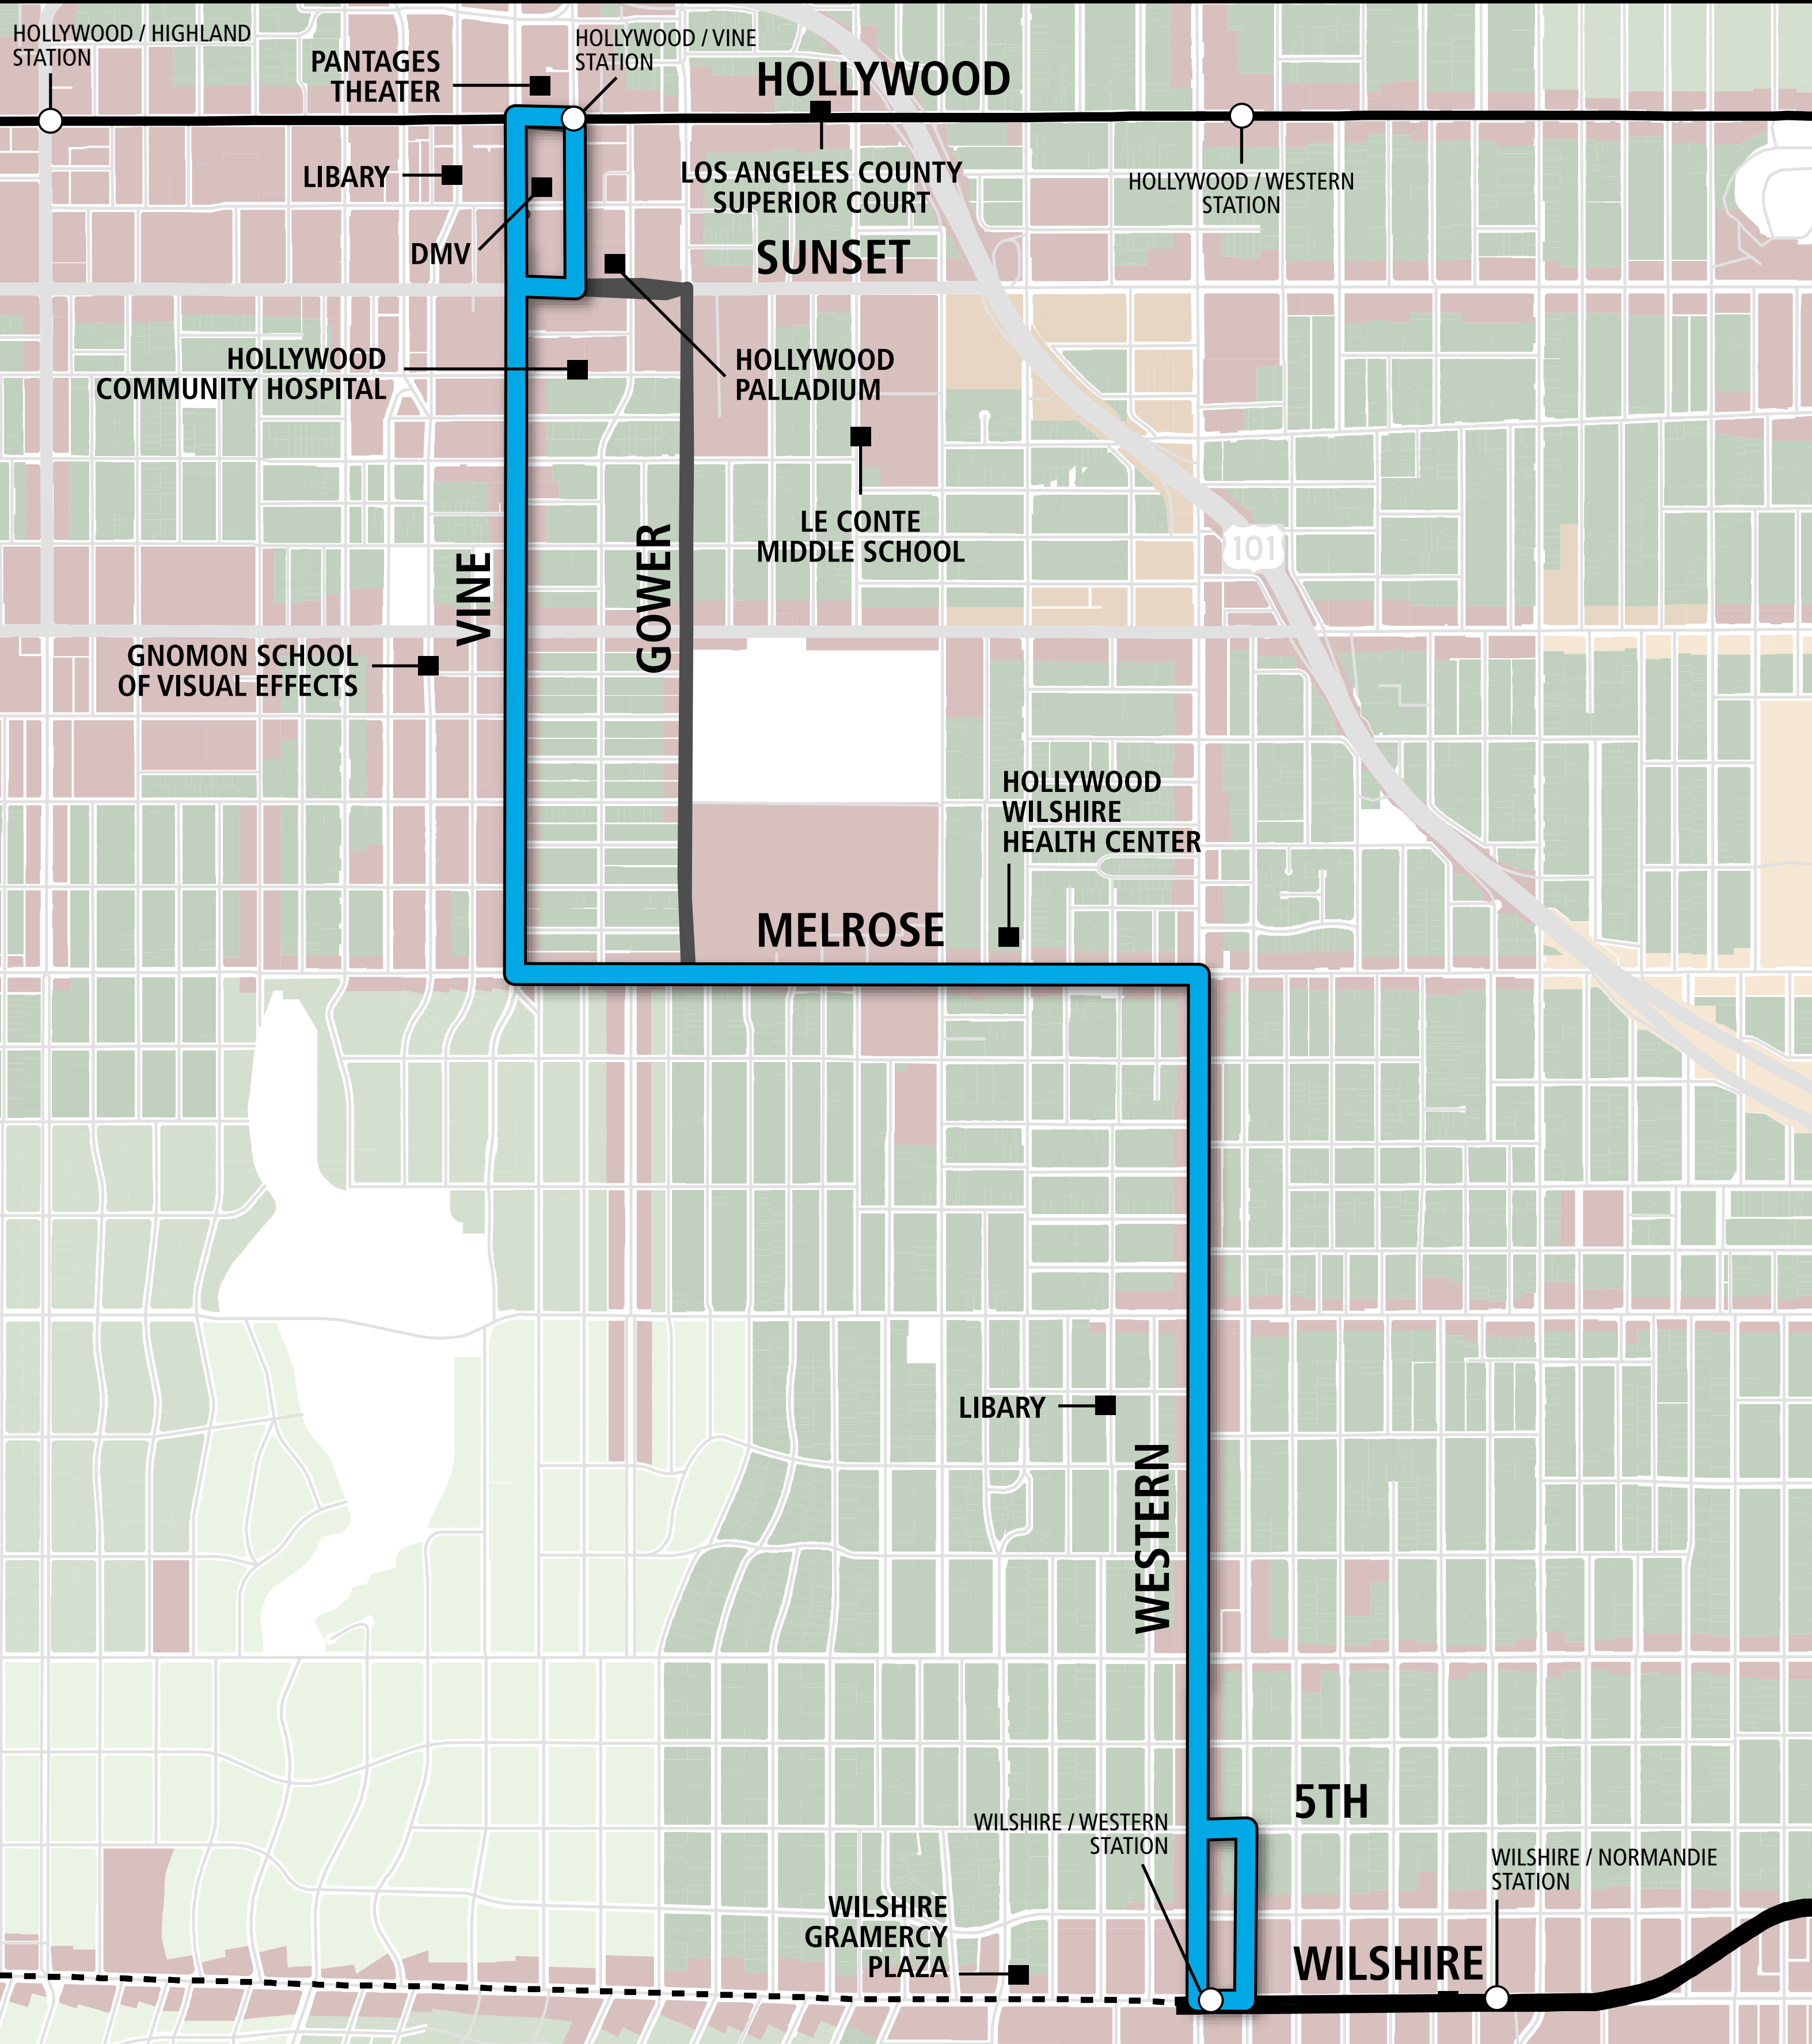 HOLLYWOOD / HIGHLAND
STATION
PANTAGES
THEATER
HOLLYWOOD / VINE
STATION
HOLLYWOOD
LIBARY
LOS ANGELES COUNTY
SUPERIOR COURT
HOLLYWOOD / WESTERN
STATION
DMV
SUNSET
HOLLYWOOD
COMMUNITY HOSPITAL
HOLLYWOOD
PALLADIUM
LE CONTE
MIDDLE SCHOOL
101
VINE
GOWER
GNOMON SCHOOL
OF VISUAL EFFECTS
HOLLYWOOD
WILSHIRE
HEALTH CENTER
MELROSE
LIBARY
WESTERN
5TH
WILSHIRE / WESTERN
STATION
WILSHIRE / NORMANDIE
STATION
WILSHIRE
GRAMERCY
PLAZA
WILSHIRE